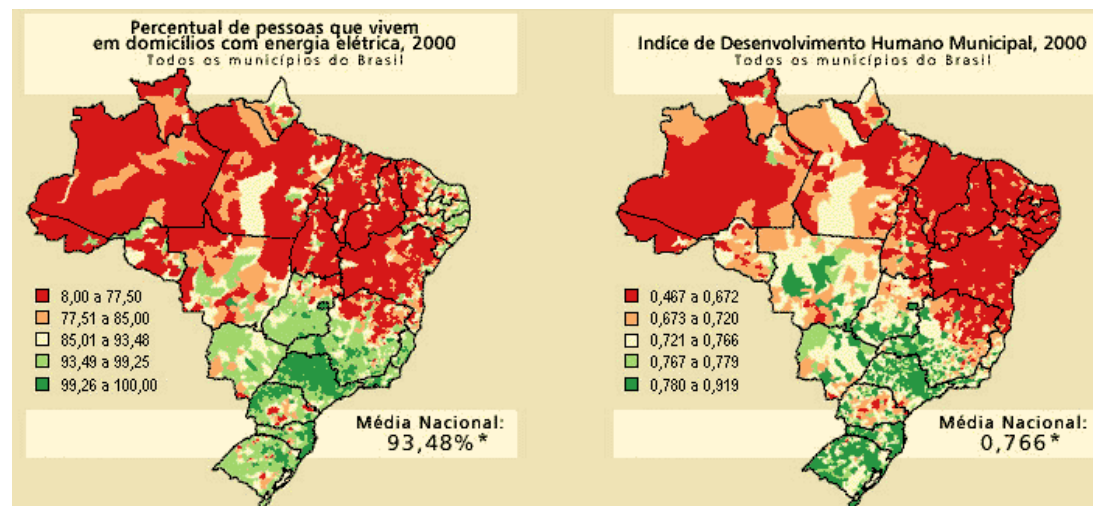 Percentual de pessoas que vivem
em domicílios com energia elétrica, 2000
Todos os municípios do Brasil
8,00 a 77,50
77,51 a 85,00
85,01 a 93,48
93,49 a 99,25
99,26 a 100,00
Média Nacional:
93,48%*
Indíce de Desenvolvimento Humano Municipal, 2000
Todos os municípios do Brasil
0,467 a 0,672
0,673 a 0,720
0,721 a 0,766
0,767 a 0,779
0,780 a 0,919
Média Nacional:
0,766*